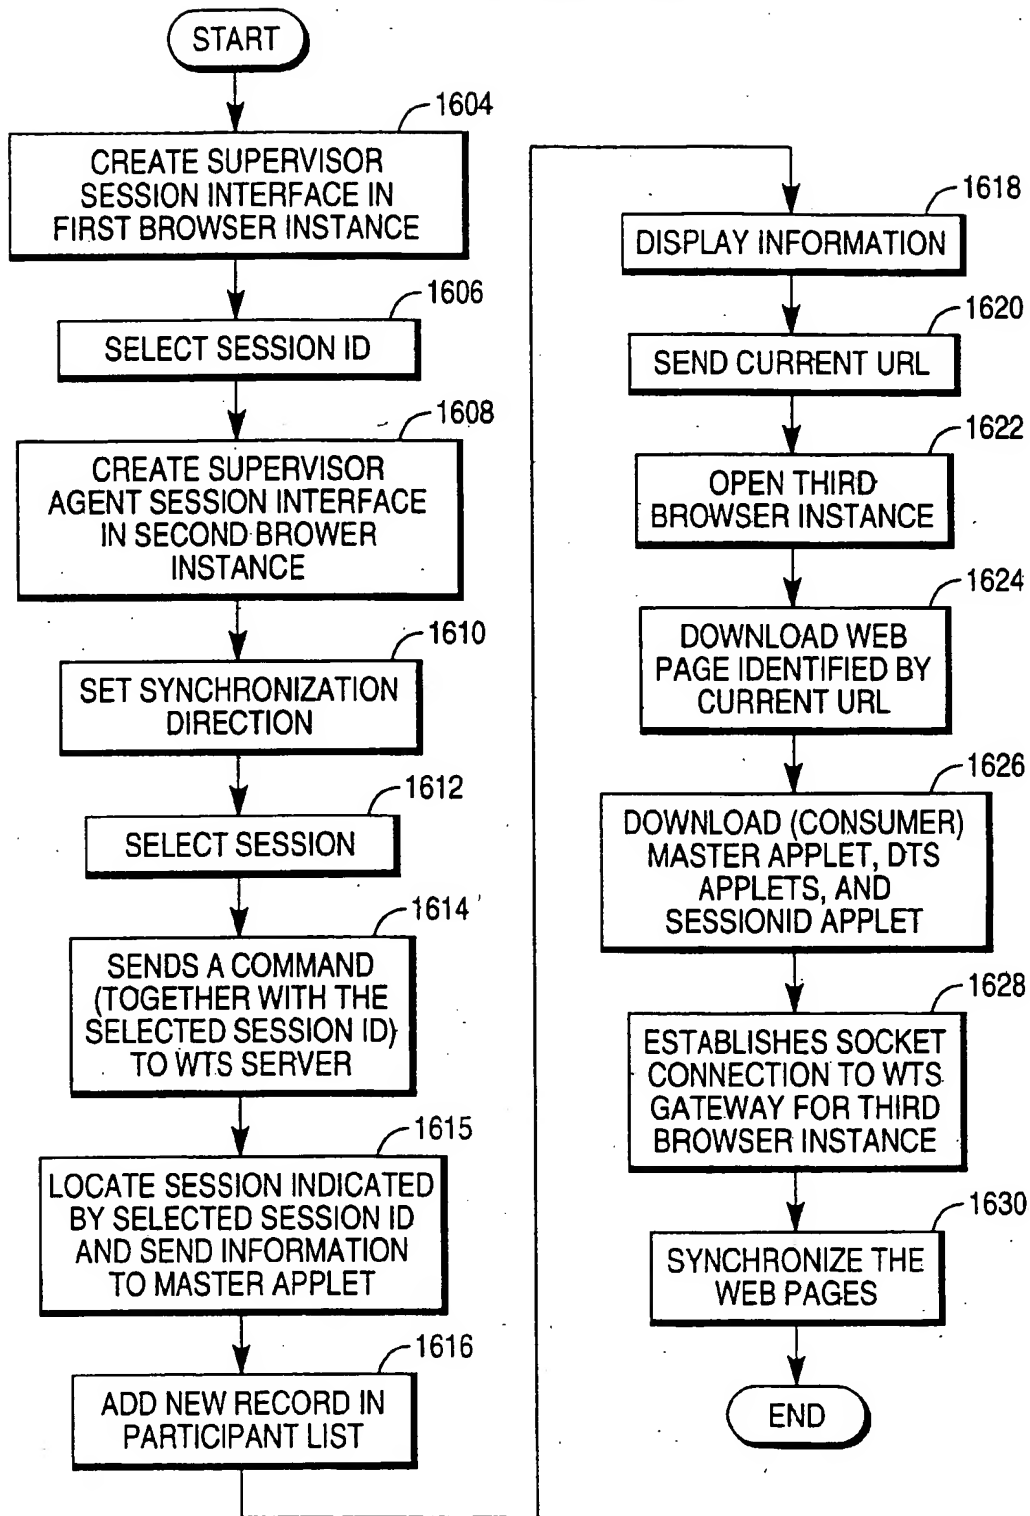 START
1604
CREATE SUPERVISOR
SESSION INTERFACE IN
FIRST BROWSER INSTANCE
1606
SELECT SESSION ID
1608
CREATE SUPERVISOR
AGENT SESSION INTERFACE
IN SECOND BROWER
INSTANCE
1610
SET SYNCHRONIZATION
DIRECTION
1612
SELECT SESSION
1614
SENDS A COMMAND
(TOGETHER WITH THE
SELECTED SESSION ID)
TO WTS SERVER
1615
LOCATE SESSION INDICATED
BY SELECTED SESSION ID
AND SEND INFORMATION
TO MASTER APPLET
1616
ADD NEW RECORD IN
PARTICIPANT LIST
1618
DISPLAY INFORMATION
1620
SEND CURRENT URL
1622
OPEN THIRD
BROWSER INSTANCE
1624
DOWNLOAD WEB
PAGE IDENTIFIED BY
CURRENT URL
1626
DOWNLOAD (CONSUMER)
MASTER APPLET, DTS
APPLETS, AND
SESSIONID APPLET
1628
ESTABLISHES SOCKET
CONNECTION TO WTS
GATEWAY FOR THIRD
BROWSER INSTANCE
1630
SYNCHRONIZE THE
WEB PAGES
END